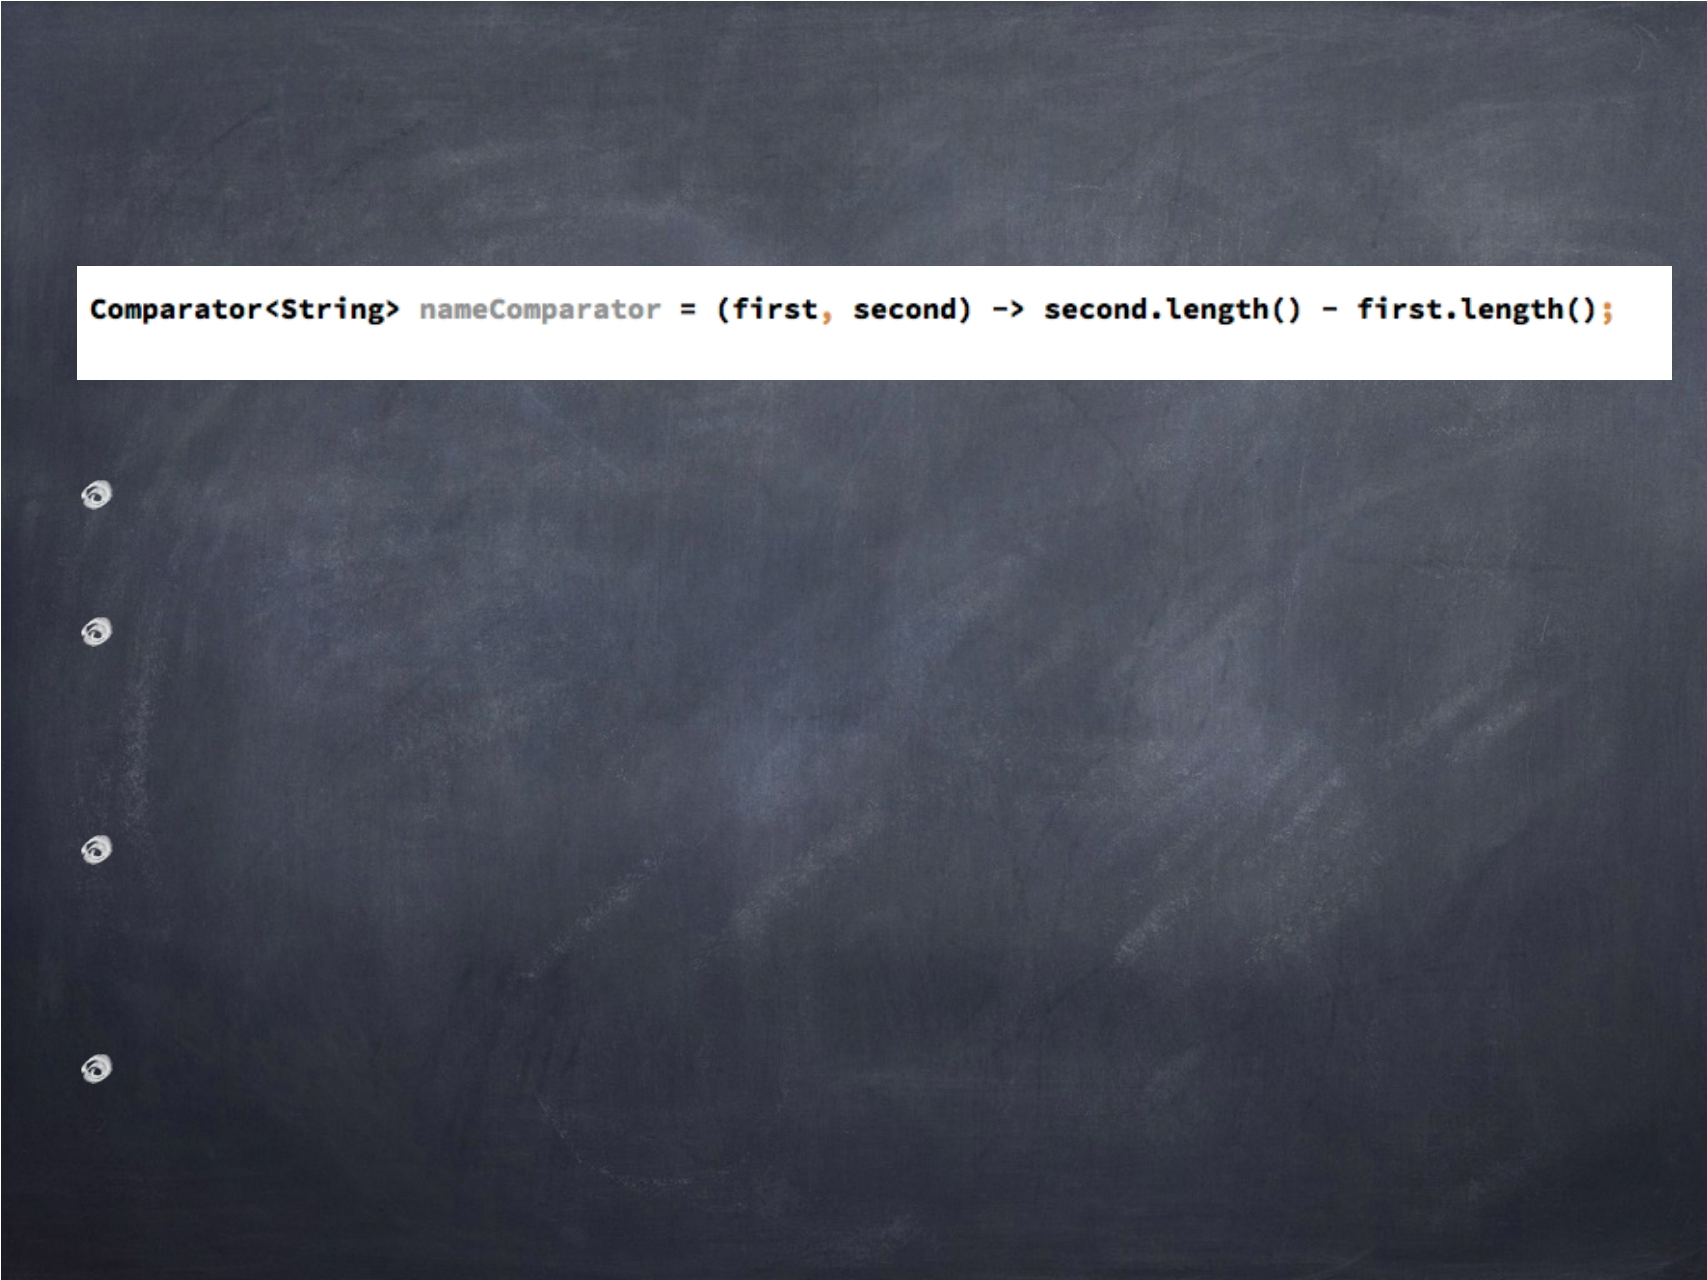 Comparator<String> nameComparator = (first, second) -> second.length() - first.length();